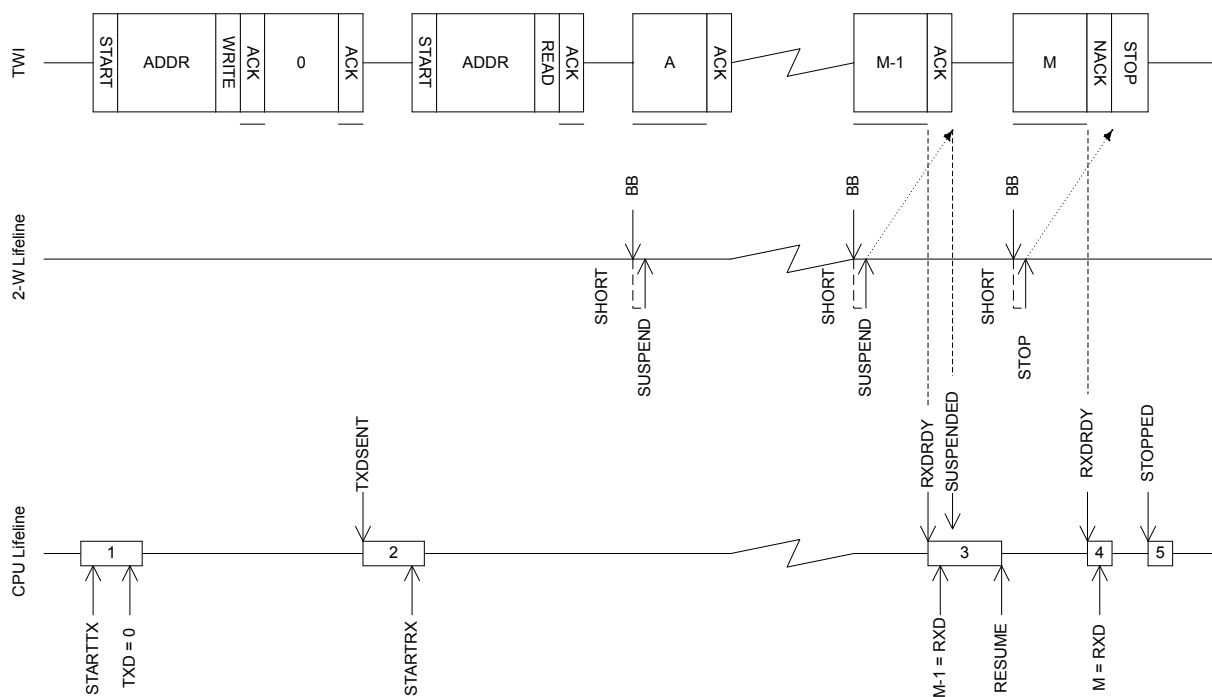 TWI
START
ADDR
WRITE
ACK
0
ACK
START
ADDR
READ
ACK
A
ACK
M-1
ACK
M
NACK
STOP
2-W Lifeline
BB
SHORT
SUSPEND
BB
SHORT
SUSPEND
BB
SHORT
STOP
CPU Lifeline
TXDSENT
RXDRDY
SUSPENDED
RXDRDY
STOPPED
1
2
3
4
5
STARTTX
TXD = 0
STARTRX
M-1 = RXD
RESUME
M = RXD